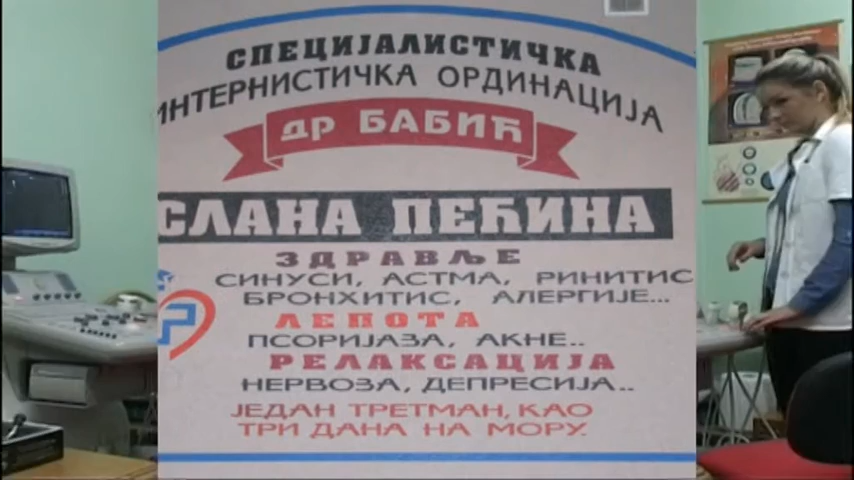 СПЕЦИЈАЛИСТИЧКА
ИНТЕРНИСТИЧКА ОРДИНАЦИЈА
ДР БАБИЋ
СЛАНА ПЕЋИНА
ЗДРАВЉЕ
СИНУСИ, АСТМА, РИНИТИС
БРОНХИТИС, АЛЕРГИЈЕ...
ЛЕПОТА
ПСОРИЈАЗА, АКНЕ..
РЕЛАКСАЦИЈА
НЕРВОЗА, ДЕПРЕСИЈА..
ЈЕДАН ТРЕТМАН, КАО
ТРИ ДАНА НА МОРУ.